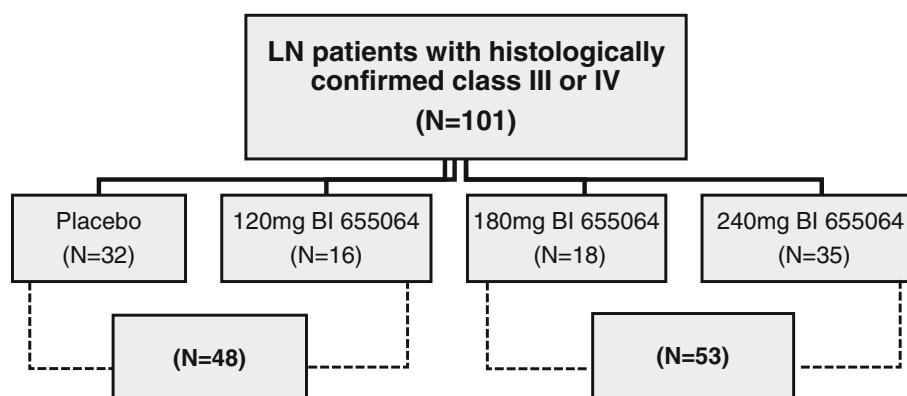 LN patients with histologically
confirmed class III or IV
(N=101)
Placebo
(N=32)
120mg BI 655064
(N=16)
180mg BI 655064
(N=18)
240mg BI 655064
(N=35)
(N=48)
(N=53)